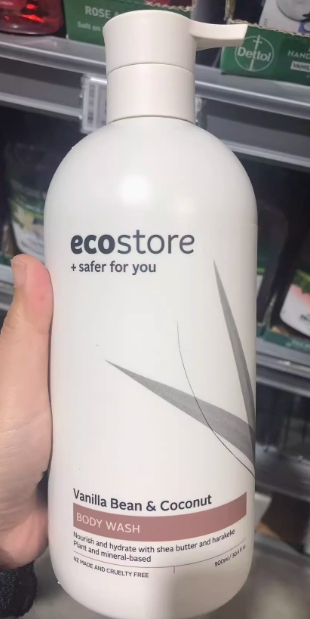 ROSE
Dettol
ecostore
+ safer for you
Vanilla Bean & Coconut
BODY WASH
Nourish and hydrate with shea butter and harakeke
Plant and mineral-based
NZ MADE AND CRUELTY FREE
900ml /